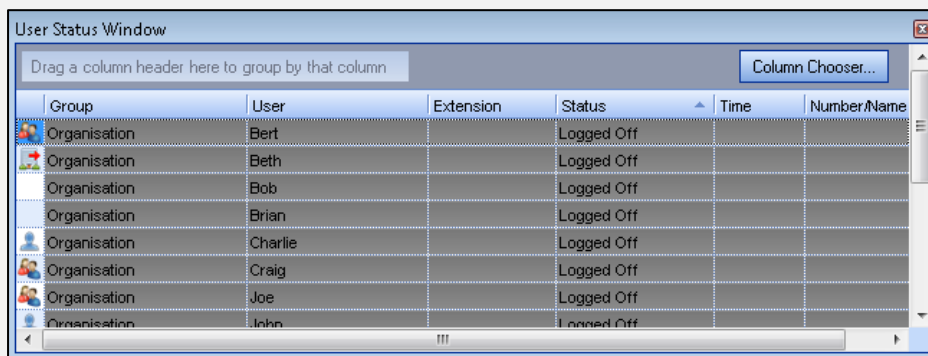 User Status Window
Drag a column header here to group by that column Column Chooser...
Group User Extension Status Time Number/Name
Organisation Bert Logged Off
Organisation Beth Logged Off
Organisation Bob Logged Off
Organisation Brian Logged Off
Organisation Charlie Logged Off
Organisation Craig Logged Off
Organisation Joe Logged Off
Organisation John Logged Off